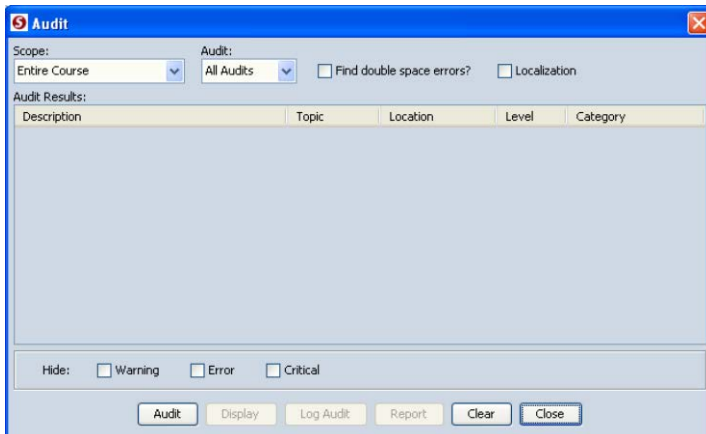 Audit
Scope: Audit:
Entire Course All Audits Find double space errors? Localization
Audit Results:
Description Topic Location Level Category
Hide: Warning Error Critical
Audit Display Log Audit Report Clear Close